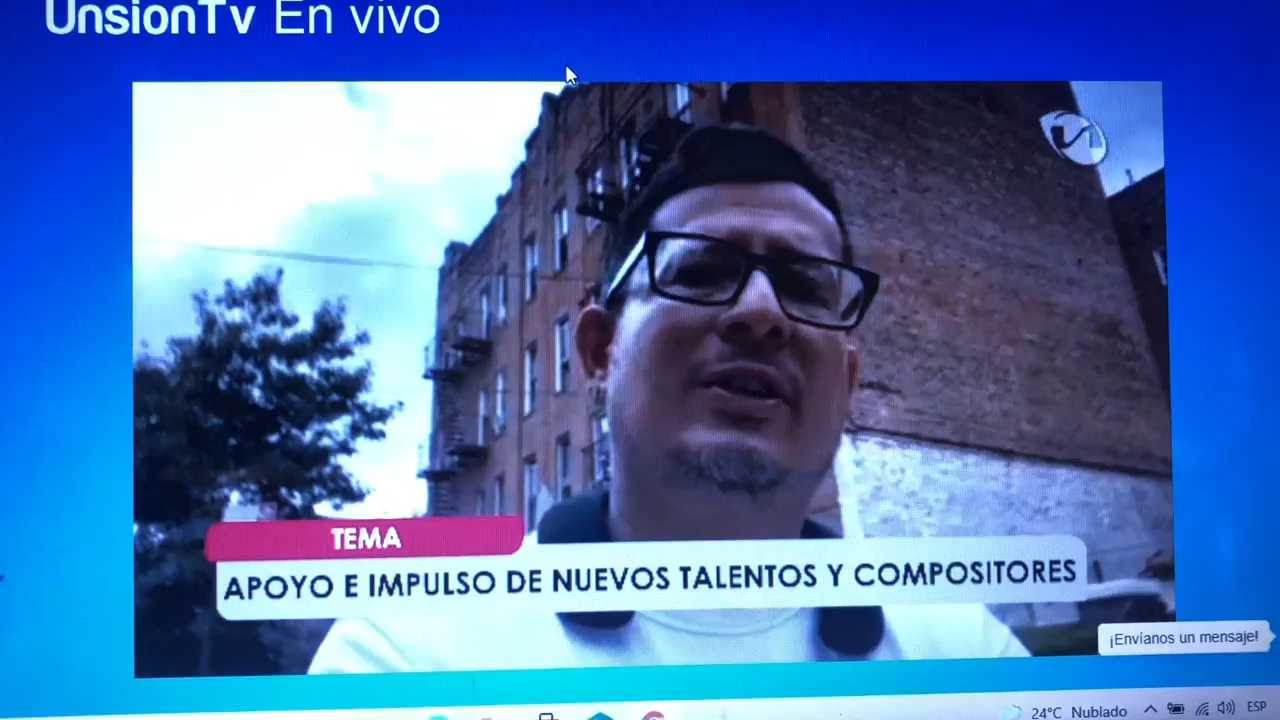 UnsionTv En vivo
TEMA
APOYO E IMPULSO DE NUEVOS TALENTOS Y COMPOSITORES
¡Envíanos un mensaje!
24°C Nublado
ESP